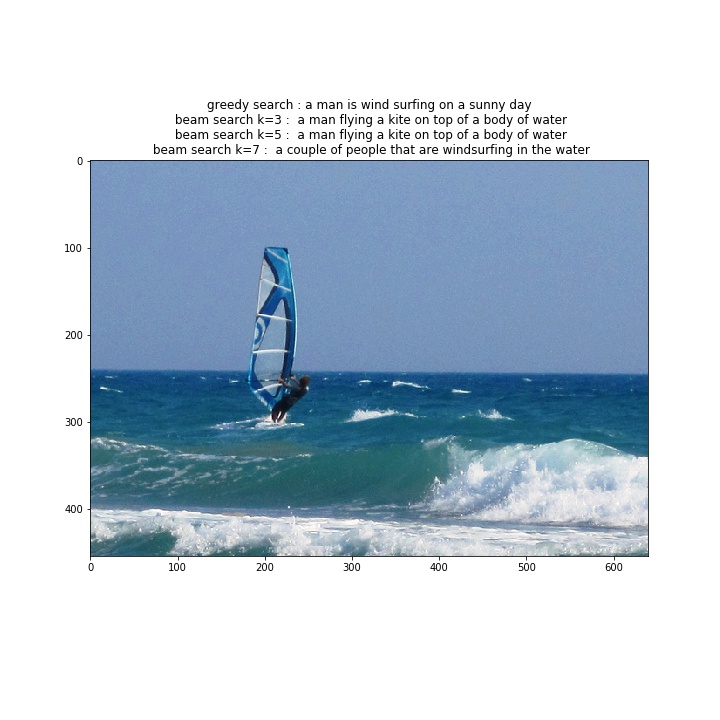 greedy search : a man is wind surfing on a sunny day
beam search k=3 :  a man flying a kite on top of a body of water
beam search k=5 :  a man flying a kite on top of a body of water
beam search k=7 :  a couple of people that are windsurfing in the water
0
100
200
300
400
0 100 200 300 400 500 600